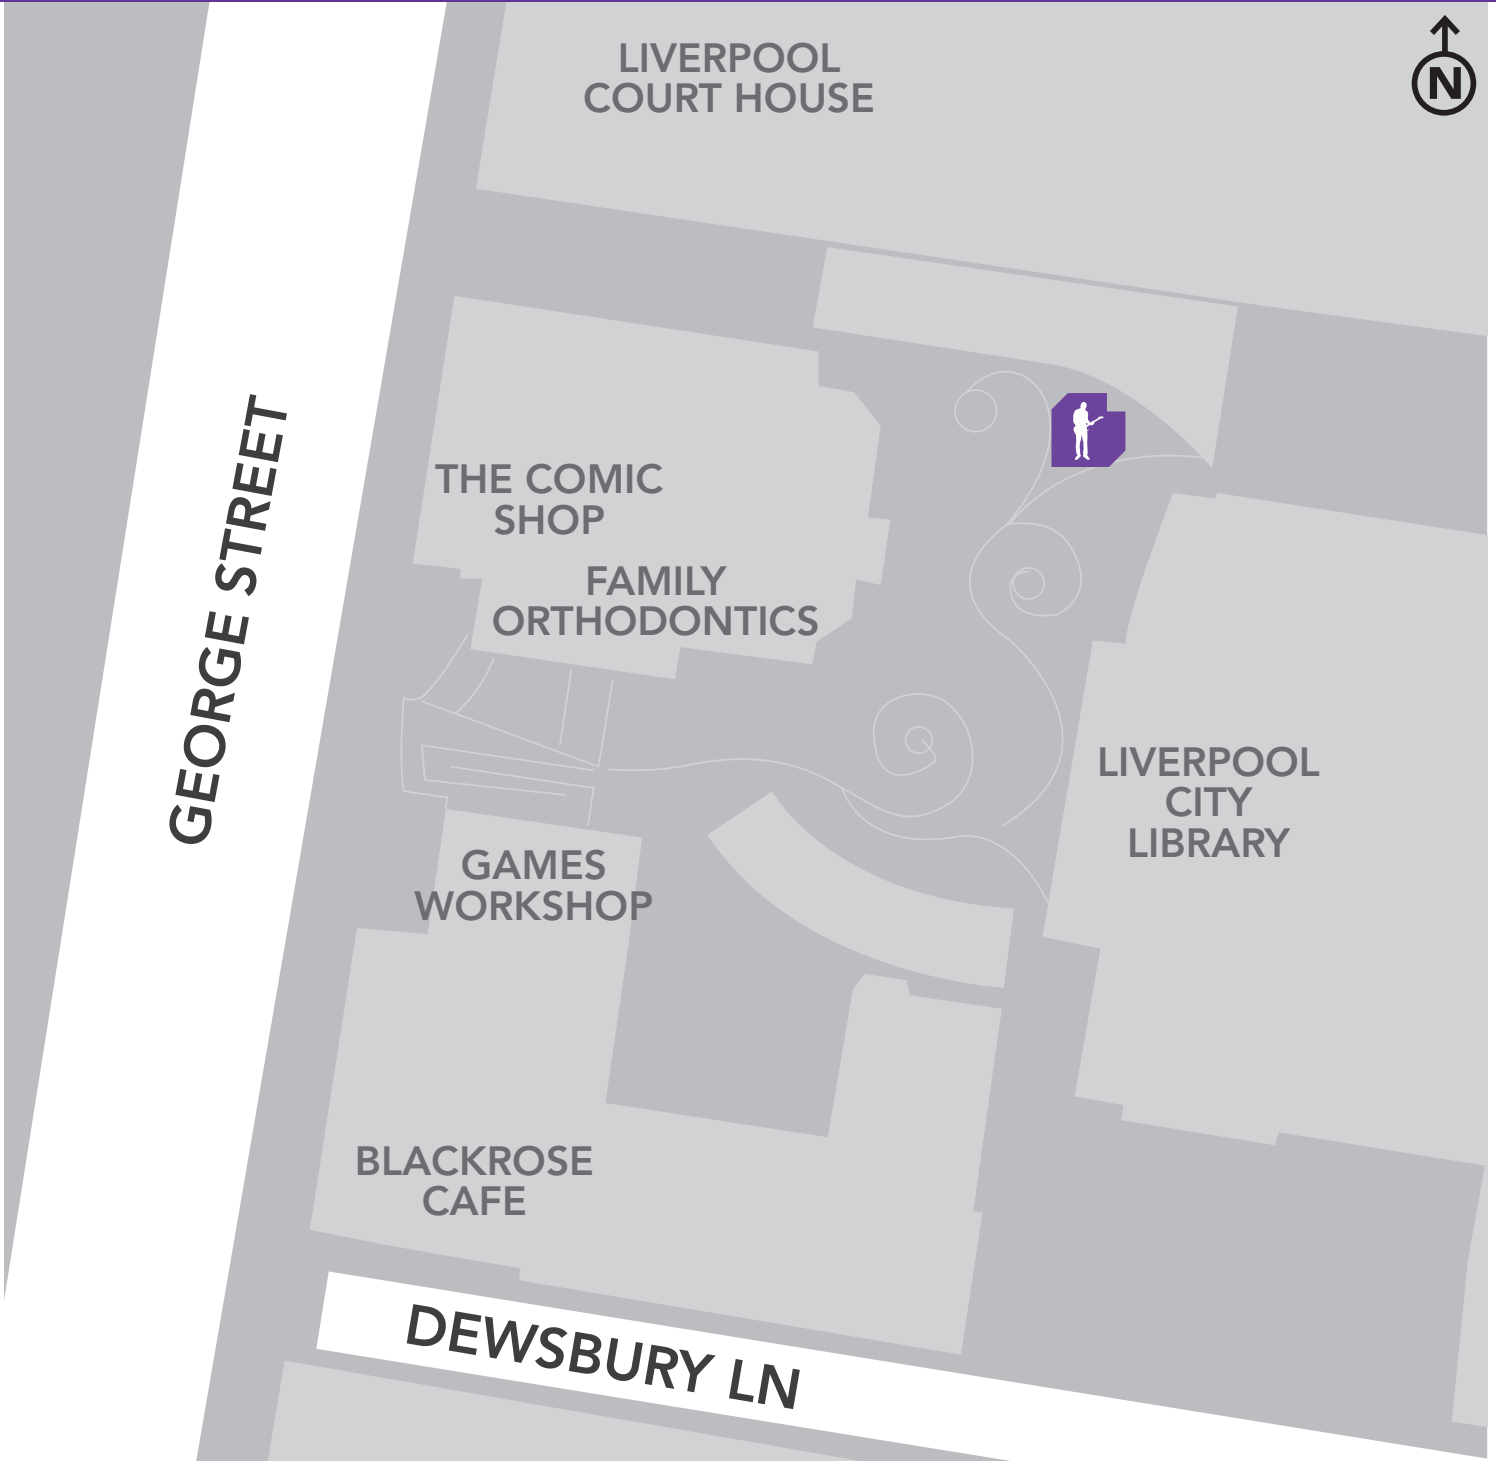 LIVERPOOL
COURT HOUSE
N
THE COMIC
SHOP
FAMILY
ORTHODONTICS
GEORGE STREET
LIVERPOOL
CITY
LIBRARY
GAMES
WORKSHOP
BLACKROSE
CAFE
DEWSBURY LN